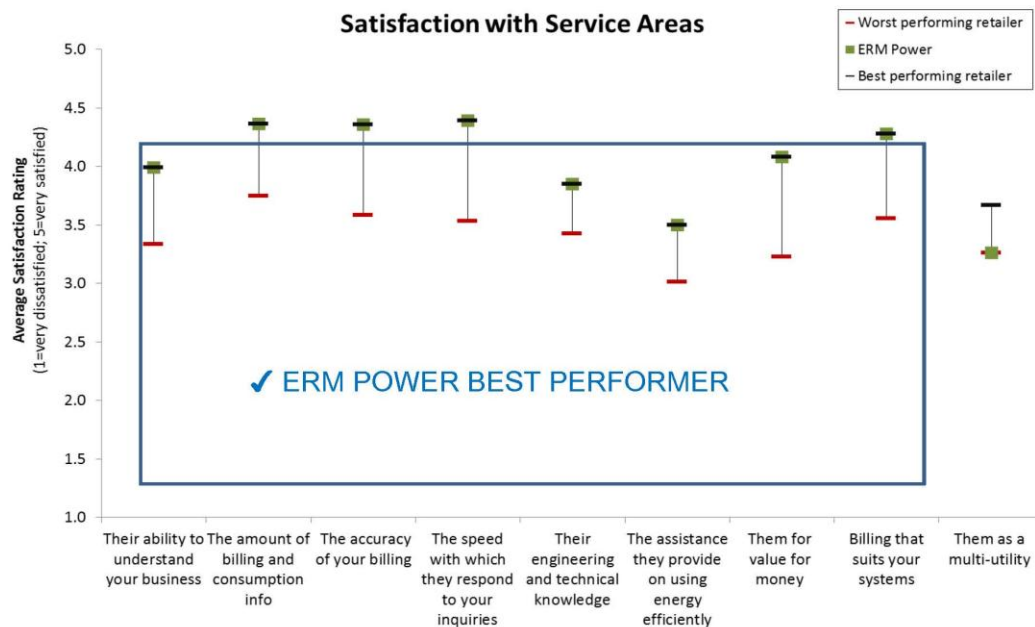 Satisfaction with Service Areas
Worst performing retailer
ERM Power
Best performing retailer
Average Satisfaction Rating
(1=very dissatisfied; 5=very satisfied)
5.0
4.5
4.0
3.5
3.0
2.5
2.0
1.5
1.0
✔ ERM POWER BEST PERFORMER
Their ability to
understand
your business
The amount of
billing and
consumption
info
The accuracy
of your billing
The speed
with which
they respond
to your
inquiries
Their
engineering
and technical
knowledge
The assistance
they provide
on using
energy
efficiently
Them for
value for
money
Billing that
suits your
systems
Them as a
multi-utility